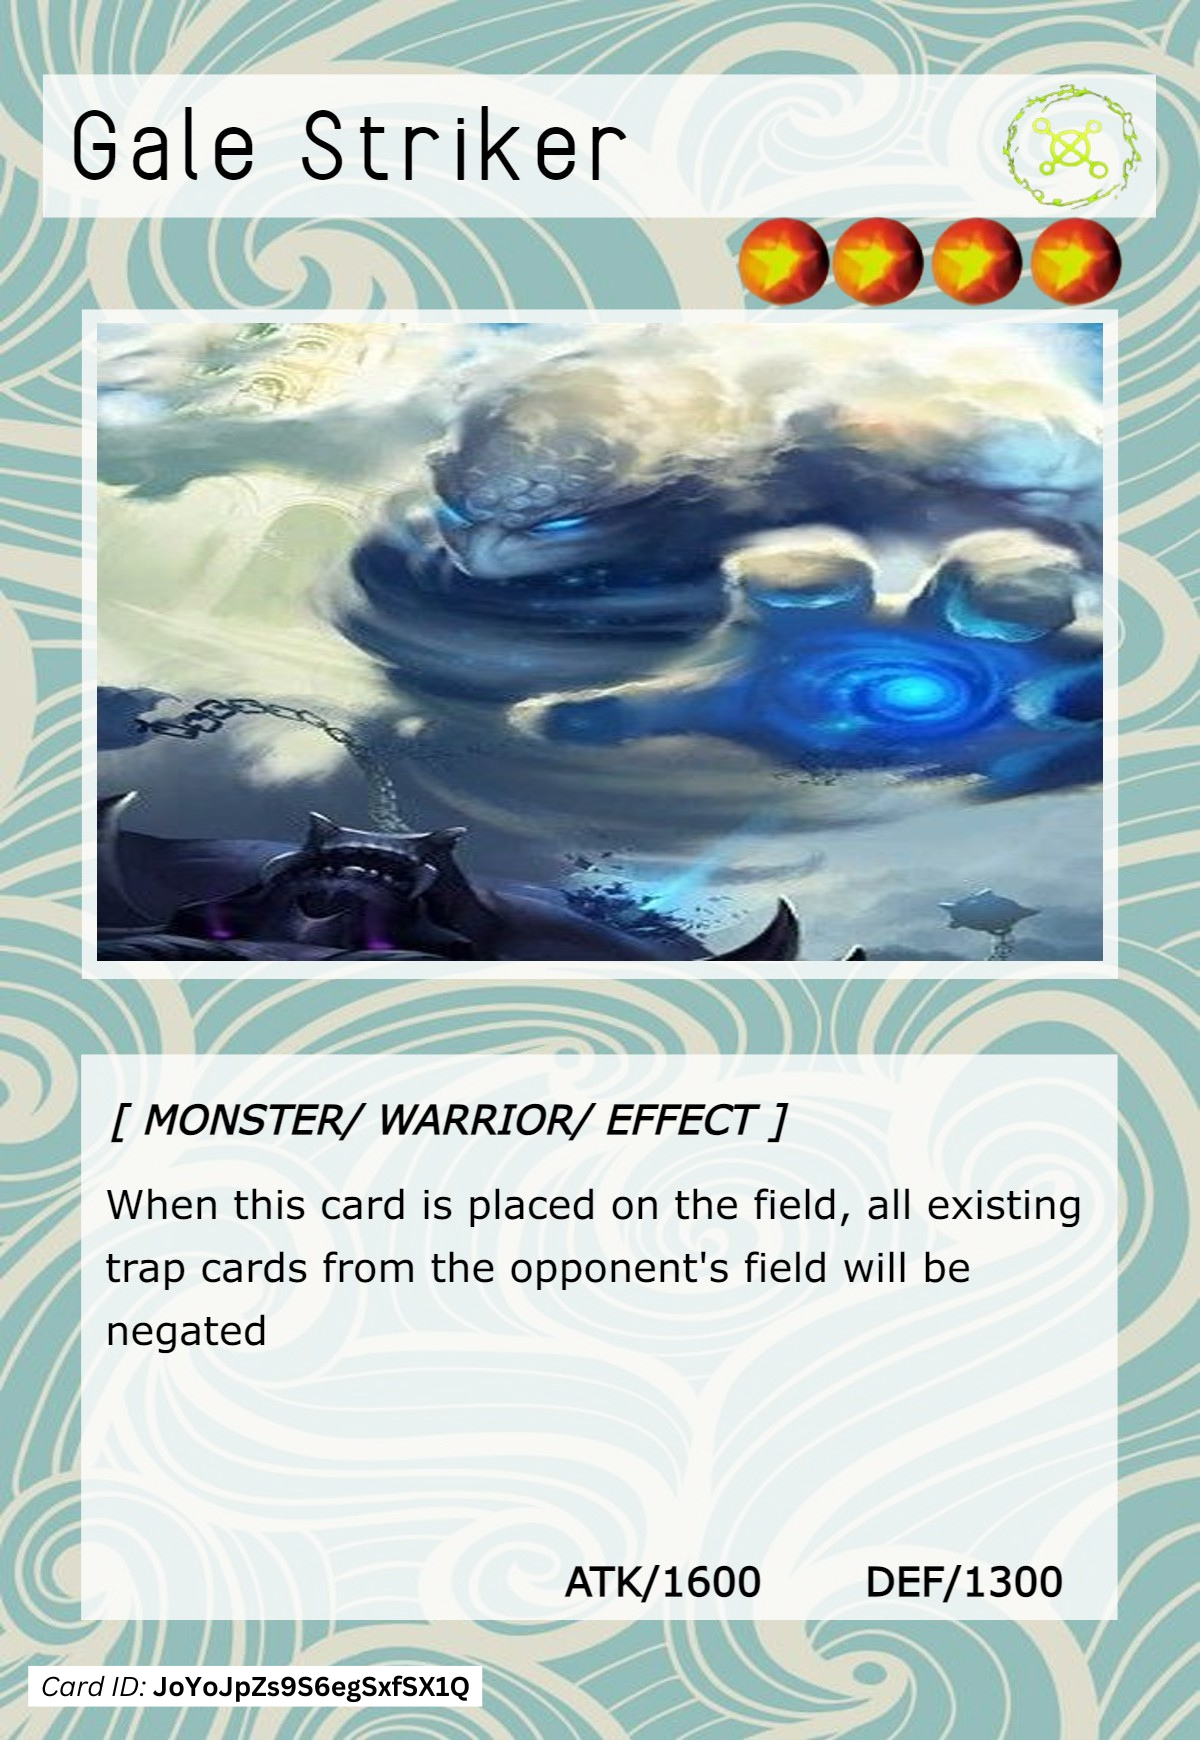 Gale Striker
[ MONSTER/ WARRIOR/ EFFECT ]
When this card is placed on the field, all existing
trap cards from the opponent's field will be
negated
ATK/1600 DEF/1300
Card ID: JoYoJpZs9S6egSxfSX1Q